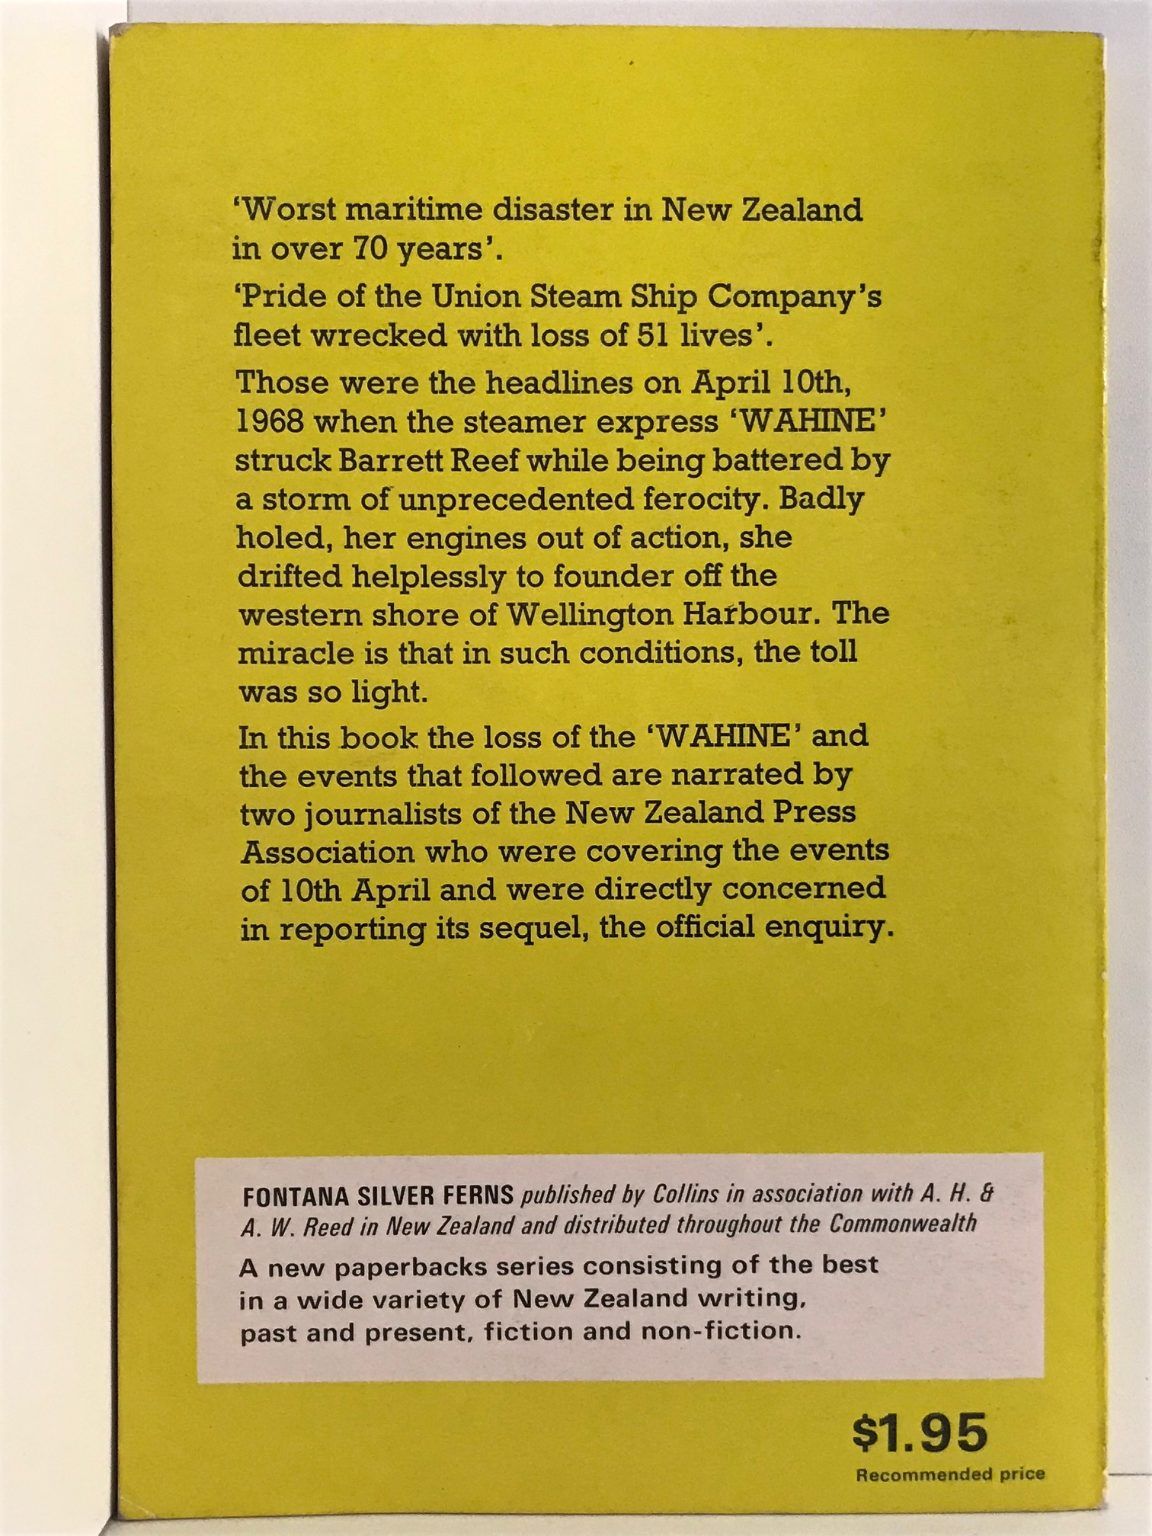 ‘Worst maritime disaster in New Zealand
in over 70 years’.
‘Pride of the Union Steam Ship Company’s
fleet wrecked with loss of 51 lives’.
Those were the headlines on April 10th,
1968 when the steamer express ‘WAHINE’
struck Barrett Reef while being battered by
a storm of unprecedented ferocity. Badly
holed, her engines out of action, she
drifted helplessly to founder off the
western shore of Wellington Harbour. The
miracle is that in such conditions, the toll
was so light.
In this book the loss of the ‘WAHINE’ and
the events that followed are narrated by
two journalists of the New Zealand Press
Association who were covering the events
of 10th April and were directly concerned
in reporting its sequel, the official enquiry.
FONTANA SILVER FERNS published by Collins in association with A. H. &
A. W. Reed in New Zealand and distributed throughout the Commonwealth
A new paperbacks series consisting of the best
in a wide variety of New Zealand writing,
past and present, fiction and non-fiction.
$1.95
Recommended price